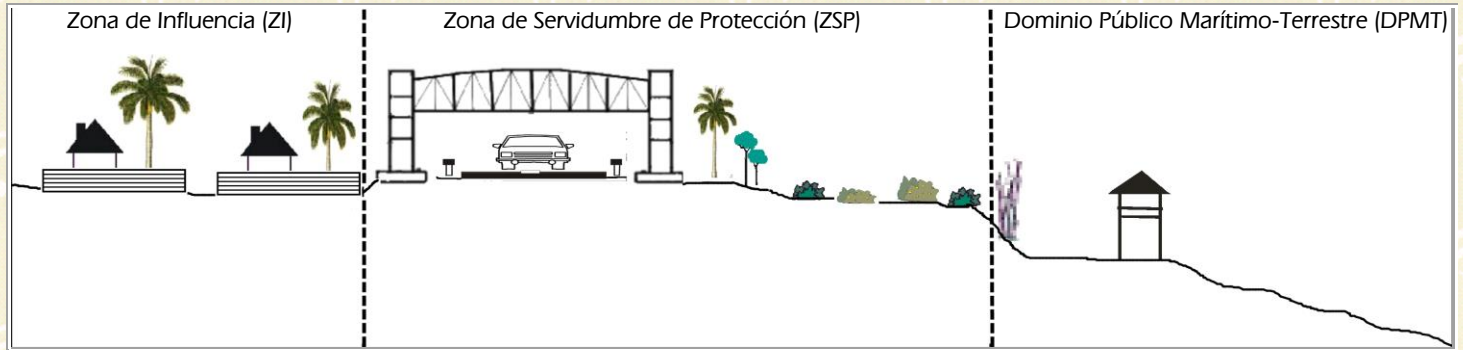 Zona de Influencia (ZI)
Zona de Servidumbre de Protección (ZSP)
Dominio Público Marítimo-Terrestre (DPMT)